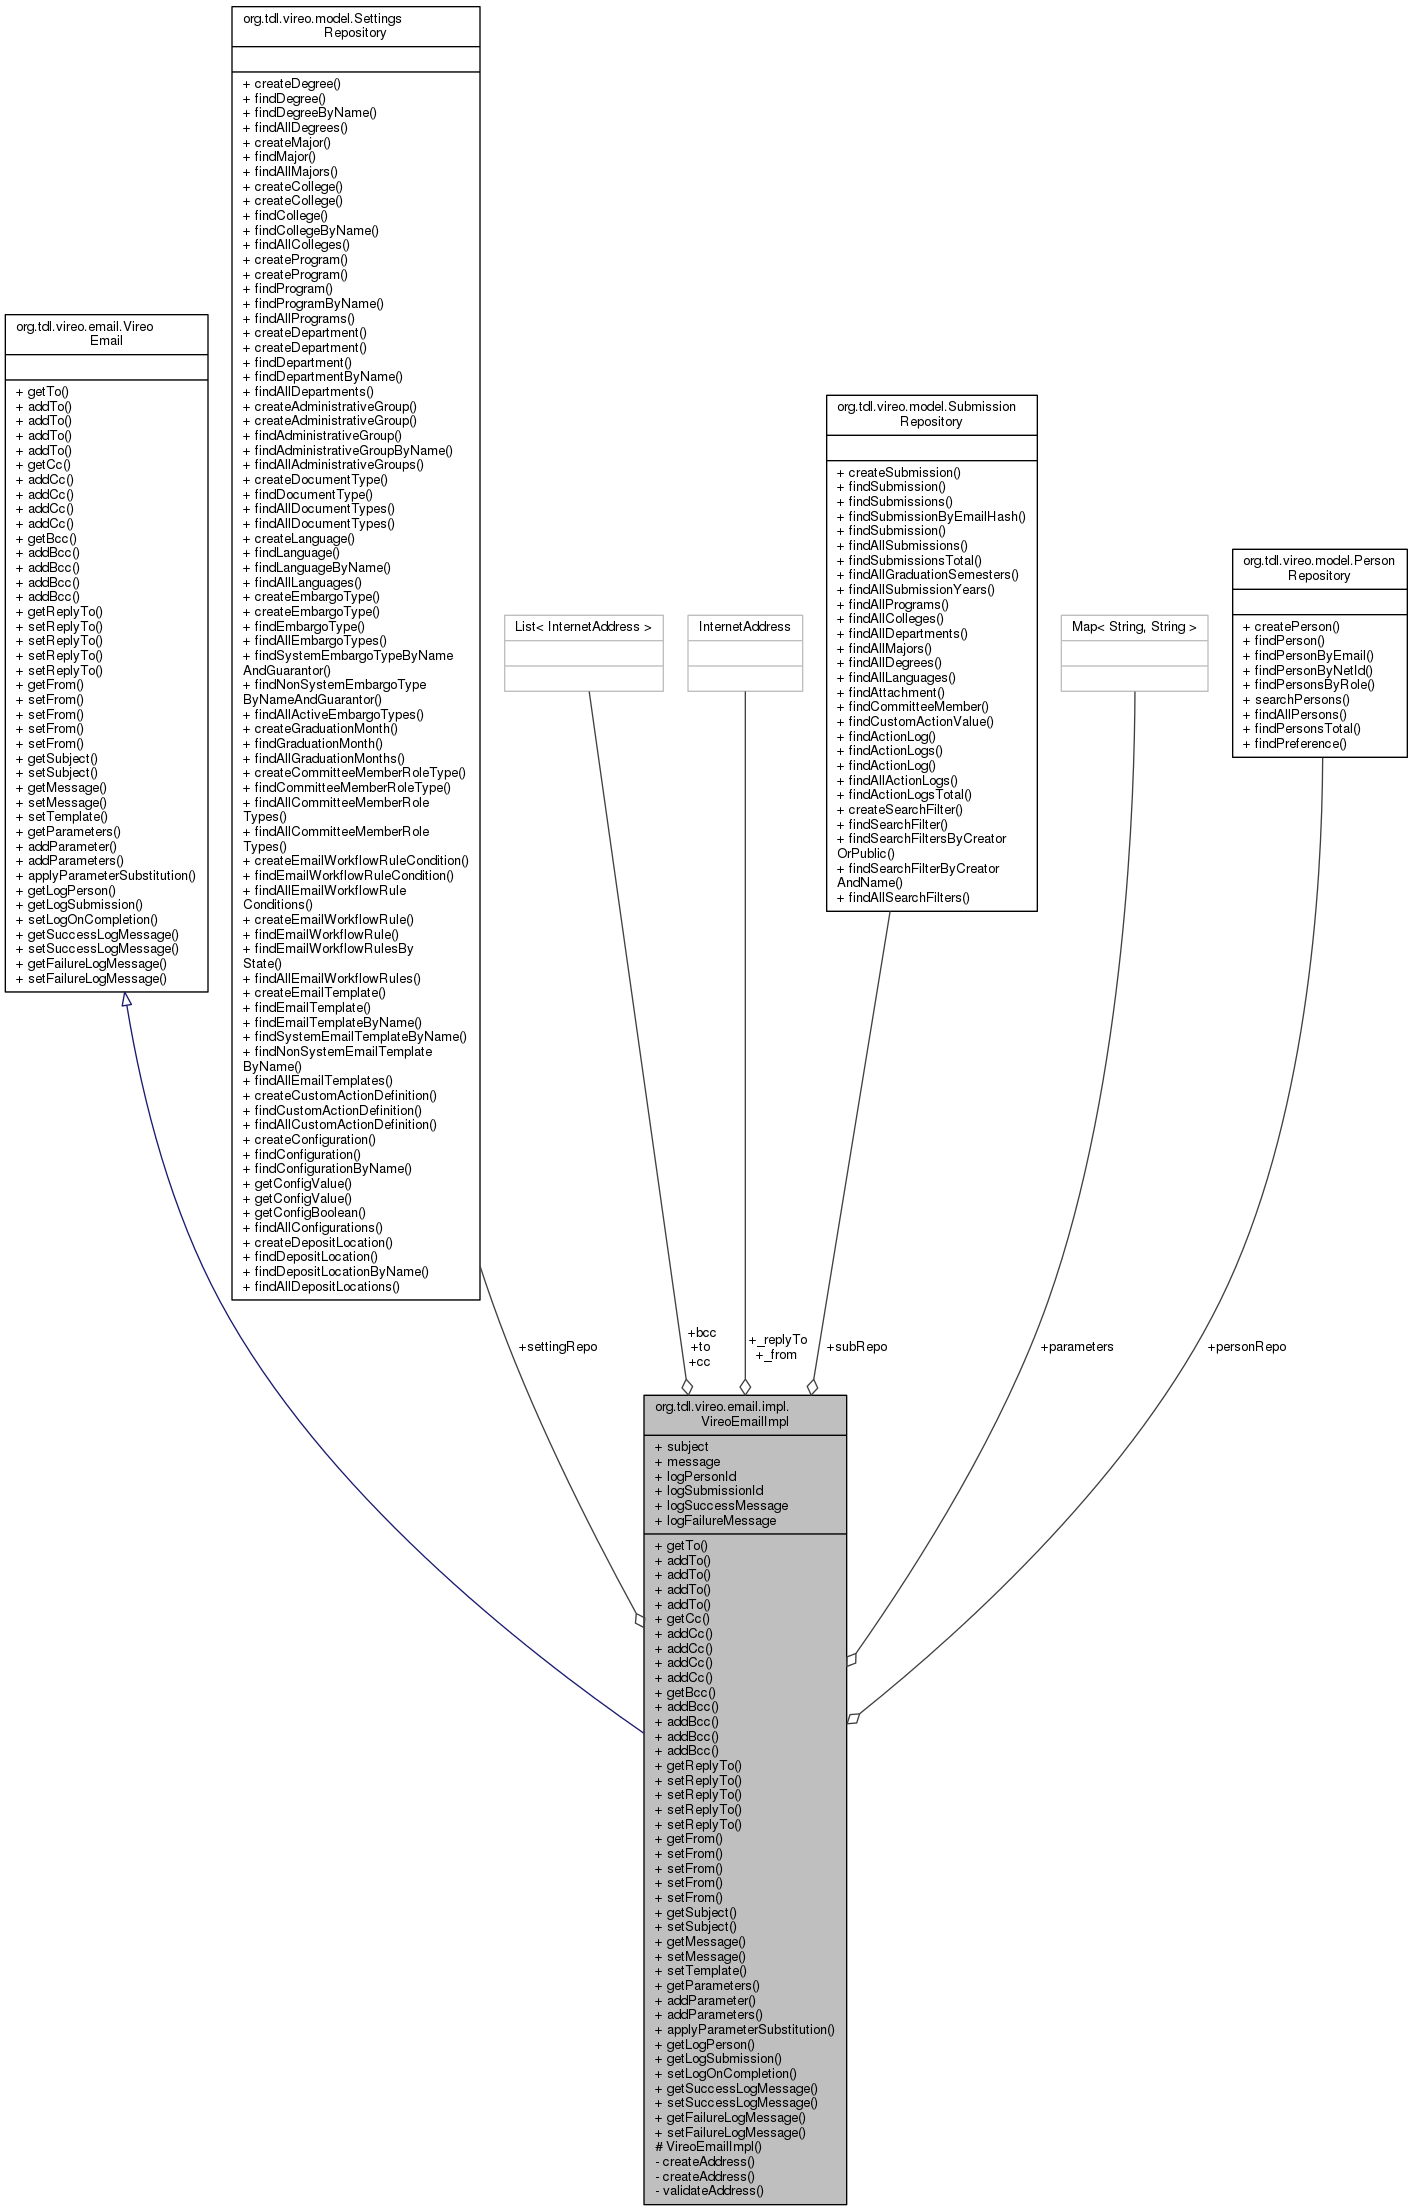 org.tdl.vireo.model.Settings
Repository
+ createDegree()
+ findDegree()
+ findDegreeByName()
+ findAllDegrees()
+ createMajor()
+ findMajor()
+ findAllMajors()
+ createCollege()
+ createCollege()
+ findCollege()
+ findCollegeByName()
+ findAllColleges()
+ createProgram()
+ createProgram()
+ findProgram()
+ findProgramByName()
+ findAllPrograms()
+ createDepartment()
+ createDepartment()
+ findDepartment()
+ findDepartmentByName()
+ findAllDepartments()
+ createAdministrativeGroup()
+ createAdministrativeGroup()
+ findAdministrativeGroup()
+ findAdministrativeGroupByName()
+ findAllAdministrativeGroups()
+ createDocumentType()
+ findDocumentType()
+ findAllDocumentTypes()
+ findAllDocumentTypes()
+ createLanguage()
+ findLanguage()
+ findLanguageByName()
+ findAllLanguages()
+ createEmbargoType()
+ createEmbargoType()
+ findEmbargoType()
+ findAllEmbargoTypes()
+ findSystemEmbargoTypeByName
AndGuarantor()
+ findNonSystemEmbargoType
ByNameAndGuarantor()
+ findAllActiveEmbargoTypes()
+ createGraduationMonth()
+ findGraduationMonth()
+ findAllGraduationMonths()
+ createCommitteeMemberRoleType()
+ findCommitteeMemberRoleType()
+ findAllCommitteeMemberRole
Types()
+ findAllCommitteeMemberRole
Types()
+ createEmailWorkflowRuleCondition()
+ findEmailWorkflowRuleCondition()
+ findAllEmailWorkflowRule
Conditions()
+ createEmailWorkflowRule()
+ findEmailWorkflowRule()
+ findEmailWorkflowRulesBy
State()
+ findAllEmailWorkflowRules()
+ createEmailTemplate()
+ findEmailTemplate()
+ findEmailTemplateByName()
+ findSystemEmailTemplateByName()
+ findNonSystemEmailTemplate
ByName()
+ findAllEmailTemplates()
+ createCustomActionDefinition()
+ findCustomActionDefinition()
+ findAllCustomActionDefinition()
+ createConfiguration()
+ findConfiguration()
+ findConfigurationByName()
+ getConfigValue()
+ getConfigValue()
+ getConfigBoolean()
+ findAllConfigurations()
+ createDepositLocation()
+ findDepositLocation()
+ findDepositLocationByName()
+ findAllDepositLocations()
org.tdl.vireo.email.Vireo
Email
+ getTo()
+ addTo()
+ addTo()
+ addTo()
+ addTo()
+ getCc()
+ addCc()
+ addCc()
+ addCc()
+ addCc()
+ getBcc()
+ addBcc()
+ addBcc()
+ addBcc()
+ addBcc()
+ getReplyTo()
+ setReplyTo()
+ setReplyTo()
+ setReplyTo()
+ setReplyTo()
+ getFrom()
+ setFrom()
+ setFrom()
+ setFrom()
+ setFrom()
+ getSubject()
+ setSubject()
+ getMessage()
+ setMessage()
+ setTemplate()
+ getParameters()
+ addParameter()
+ addParameters()
+ applyParameterSubstitution()
+ getLogPerson()
+ getLogSubmission()
+ setLogOnCompletion()
+ getSuccessLogMessage()
+ setSuccessLogMessage()
+ getFailureLogMessage()
+ setFailureLogMessage()
List< InternetAddress >
InternetAddress
org.tdl.vireo.model.Submission
Repository
+ createSubmission()
+ findSubmission()
+ findSubmissions()
+ findSubmissionByEmailHash()
+ findSubmission()
+ findAllSubmissions()
+ findSubmissionsTotal()
+ findAllGraduationSemesters()
+ findAllSubmissionYears()
+ findAllPrograms()
+ findAllColleges()
+ findAllDepartments()
+ findAllMajors()
+ findAllDegrees()
+ findAllLanguages()
+ findAttachment()
+ findCommitteeMember()
+ findCustomActionValue()
+ findActionLog()
+ findActionLogs()
+ findActionLog()
+ findAllActionLogs()
+ findActionLogsTotal()
+ createSearchFilter()
+ findSearchFilter()
+ findSearchFiltersByCreator
OrPublic()
+ findSearchFilterByCreator
AndName()
+ findAllSearchFilters()
Map< String, String >
org.tdl.vireo.model.Person
Repository
+ createPerson()
+ findPerson()
+ findPersonByEmail()
+ findPersonByNetId()
+ findPersonsByRole()
+ searchPersons()
+ findAllPersons()
+ findPersonsTotal()
+ findPreference()
+settingRepo
+bcc
+to
+cc
+_replyTo
+_from
+subRepo
+parameters
+personRepo
org.tdl.vireo.email.impl.
VireoEmailImpl
+ subject
+ message
+ logPersonId
+ logSubmissionId
+ logSuccessMessage
+ logFailureMessage
+ getTo()
+ addTo()
+ addTo()
+ addTo()
+ addTo()
+ getCc()
+ addCc()
+ addCc()
+ addCc()
+ addCc()
+ getBcc()
+ addBcc()
+ addBcc()
+ addBcc()
+ addBcc()
+ getReplyTo()
+ setReplyTo()
+ setReplyTo()
+ setReplyTo()
+ setReplyTo()
+ getFrom()
+ setFrom()
+ setFrom()
+ setFrom()
+ setFrom()
+ getSubject()
+ setSubject()
+ getMessage()
+ setMessage()
+ setTemplate()
+ getParameters()
+ addParameter()
+ addParameters()
+ applyParameterSubstitution()
+ getLogPerson()
+ getLogSubmission()
+ setLogOnCompletion()
+ getSuccessLogMessage()
+ setSuccessLogMessage()
+ getFailureLogMessage()
+ setFailureLogMessage()
# VireoEmailImpl()
- createAddress()
- createAddress()
- validateAddress()